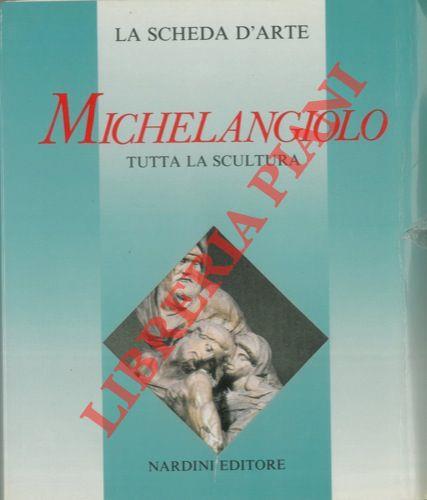 LA SCHEDA D'ARTE
MICHELANGIOLO
TUTTA LA SCULTURA
LIBRERIA PIANI
NARDINI EDITORE